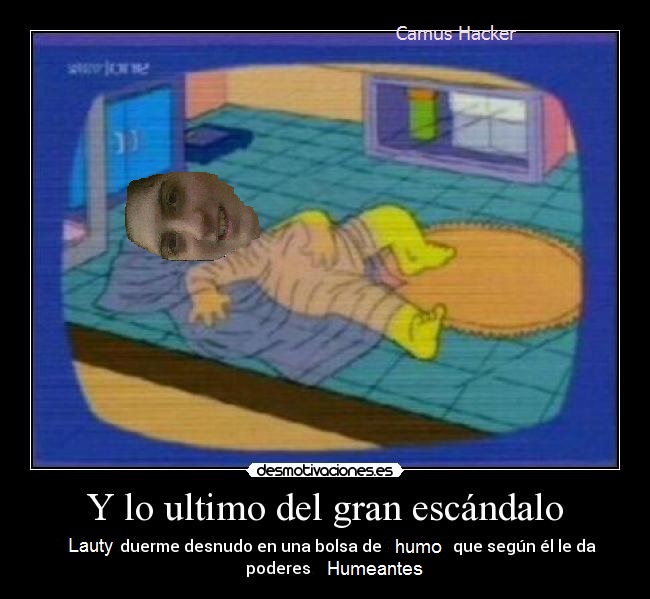 Camus Hacker
desmotivaciones.es
Y lo ultimo del gran escándalo
Lauty duerme desnudo en una bolsa de humo que según él le da
poderes Humeantes